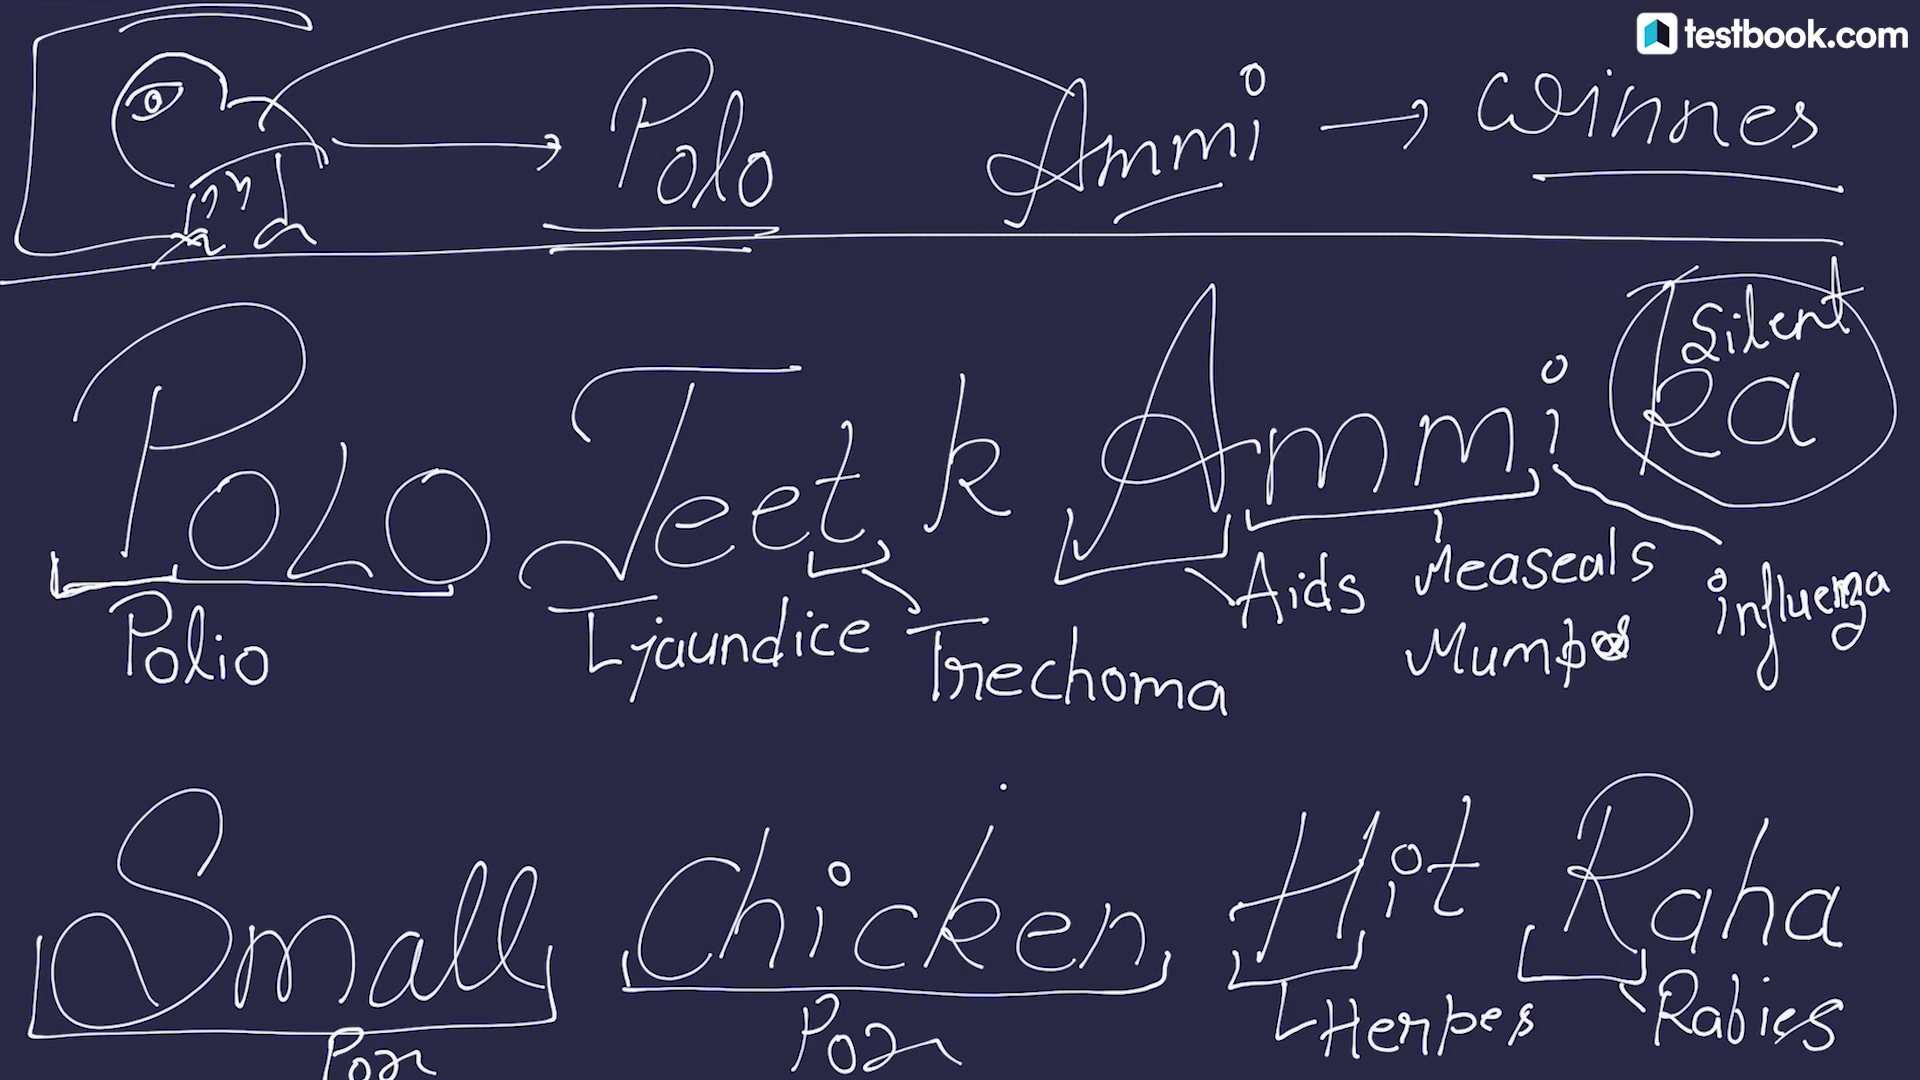 testbook.com
Polo Ammi → Winnes
POLO Jeet k Ammi Ka Silent
Polio Jaundice Trechoma Aids Measeals influenza
Mumps
Small Chicken Hit Raha
Pox Pox Herpes Rabies